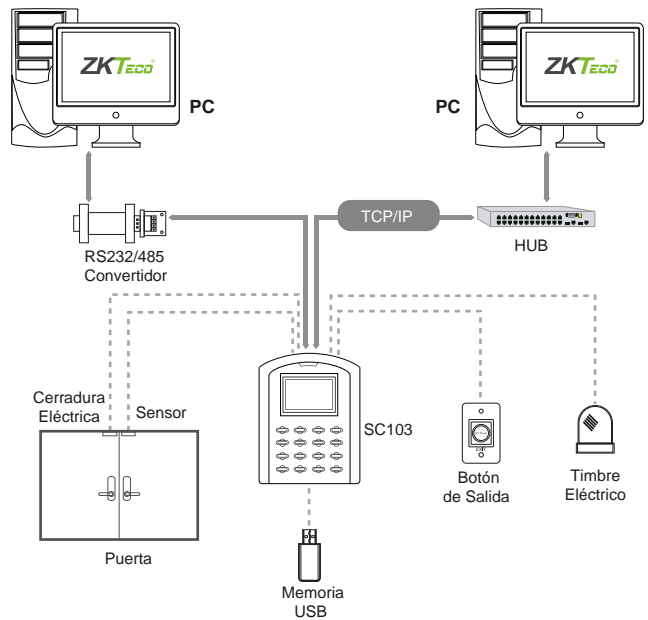 ZKTeco
ZKTeco
PC
PC
TCP/IP
RS232/485
Convertidor
HUB
Cerradura
Eléctrica
Sensor
SC103
EXIT
Botón
de Salida
Timbre
Eléctrico
Puerta
Memoria
USB